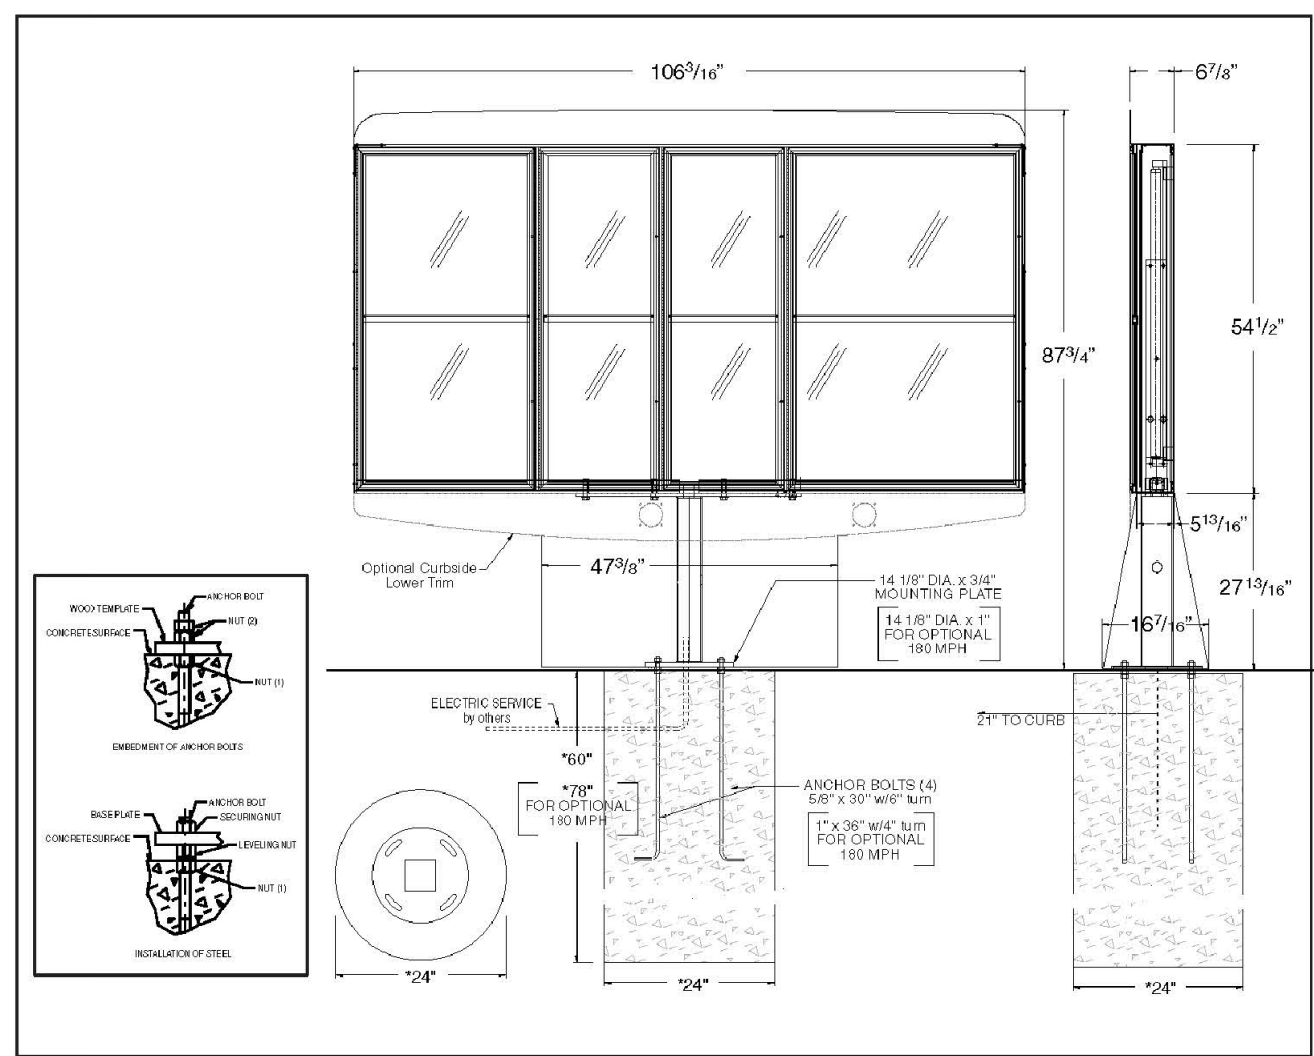 106 3/16”
6 7/8”
54 1/2”
87 3/4”
5 13/16”
Optional Curbside
Lower Trim
47 3/8”
14 1/8" DIA. x 3/4"
MOUNTING PLATE
14 1/8" DIA. x 1"
FOR OPTIONAL
180 MPH
27 13/16”
16 7/16”
ANCHOR BOLT
WOOD TEMPLATE
NUT (2)
CONCRETE SURFACE
NUT (1)
EMBEDMENT OF ANCHOR BOLTS
ANCHOR BOLT
BASE PLATE
SECURING NUT
CONCRETE SURFACE
LEVELING NUT
NUT (1)
INSTALLATION OF STEEL
ELECTRIC SERVICE
by others
21" TO CURB
*60"
*78"
FOR OPTIONAL
180 MPH
ANCHOR BOLTS (4)
5/8" x 30" w/6" turn
1" x 36" w/4" turn
FOR OPTIONAL
180 MPH
*24"
*24"
*24"